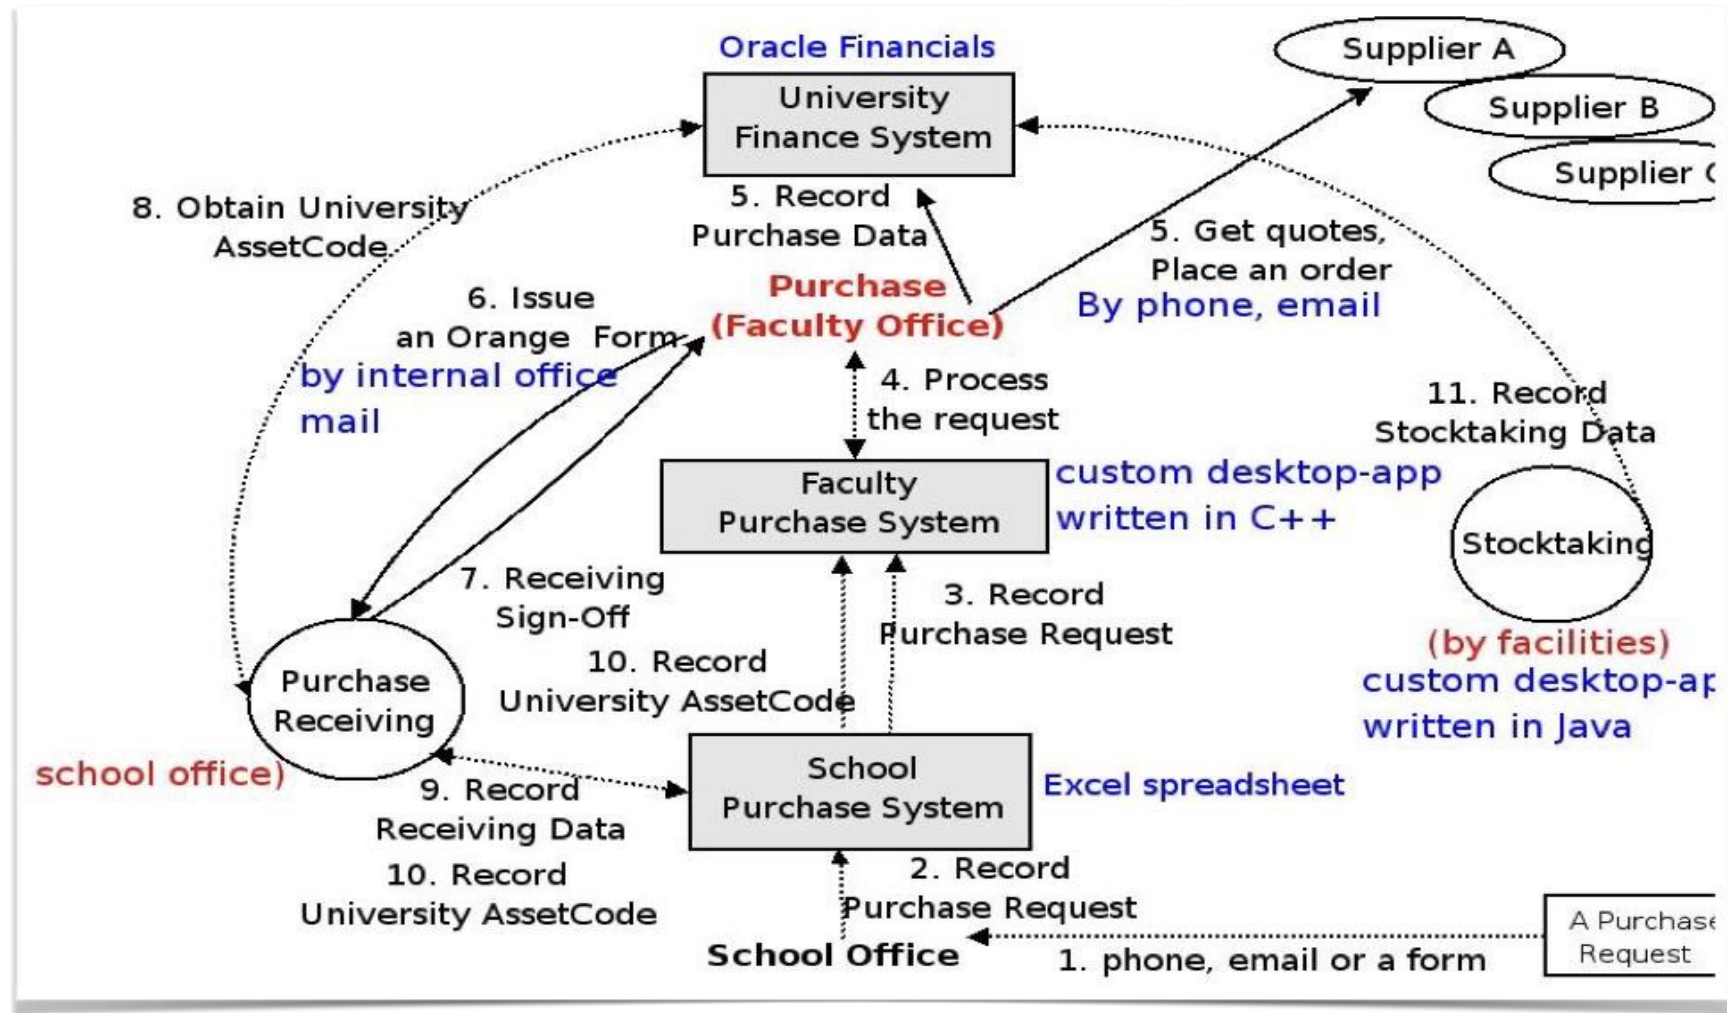 Oracle Financials
University
Finance System
Supplier A
Supplier B
Supplier
8. Obtain University
AssetCode
5. Record
Purchase Data
5. Get quotes,
Place an order
By phone, email
6. Issue
an Orange Form
by internal office
mail
Purchase
(Faculty Office)
4. Process
the request
11. Record
Stocktaking Data
Faculty
Purchase System
custom desktop-app
written in C++
Stocktaking
(by facilities)
custom desktop-ap
written in Java
7. Receiving
Sign-Off
3. Record
Purchase Request
10. Record
University AssetCode
Purchase
Receiving
school office)
School
Purchase System
Excel spreadsheet
9. Record
Receiving Data
10. Record
University AssetCode
2. Record
Purchase Request
School Office
1. phone, email or a form
A Purchase
Request